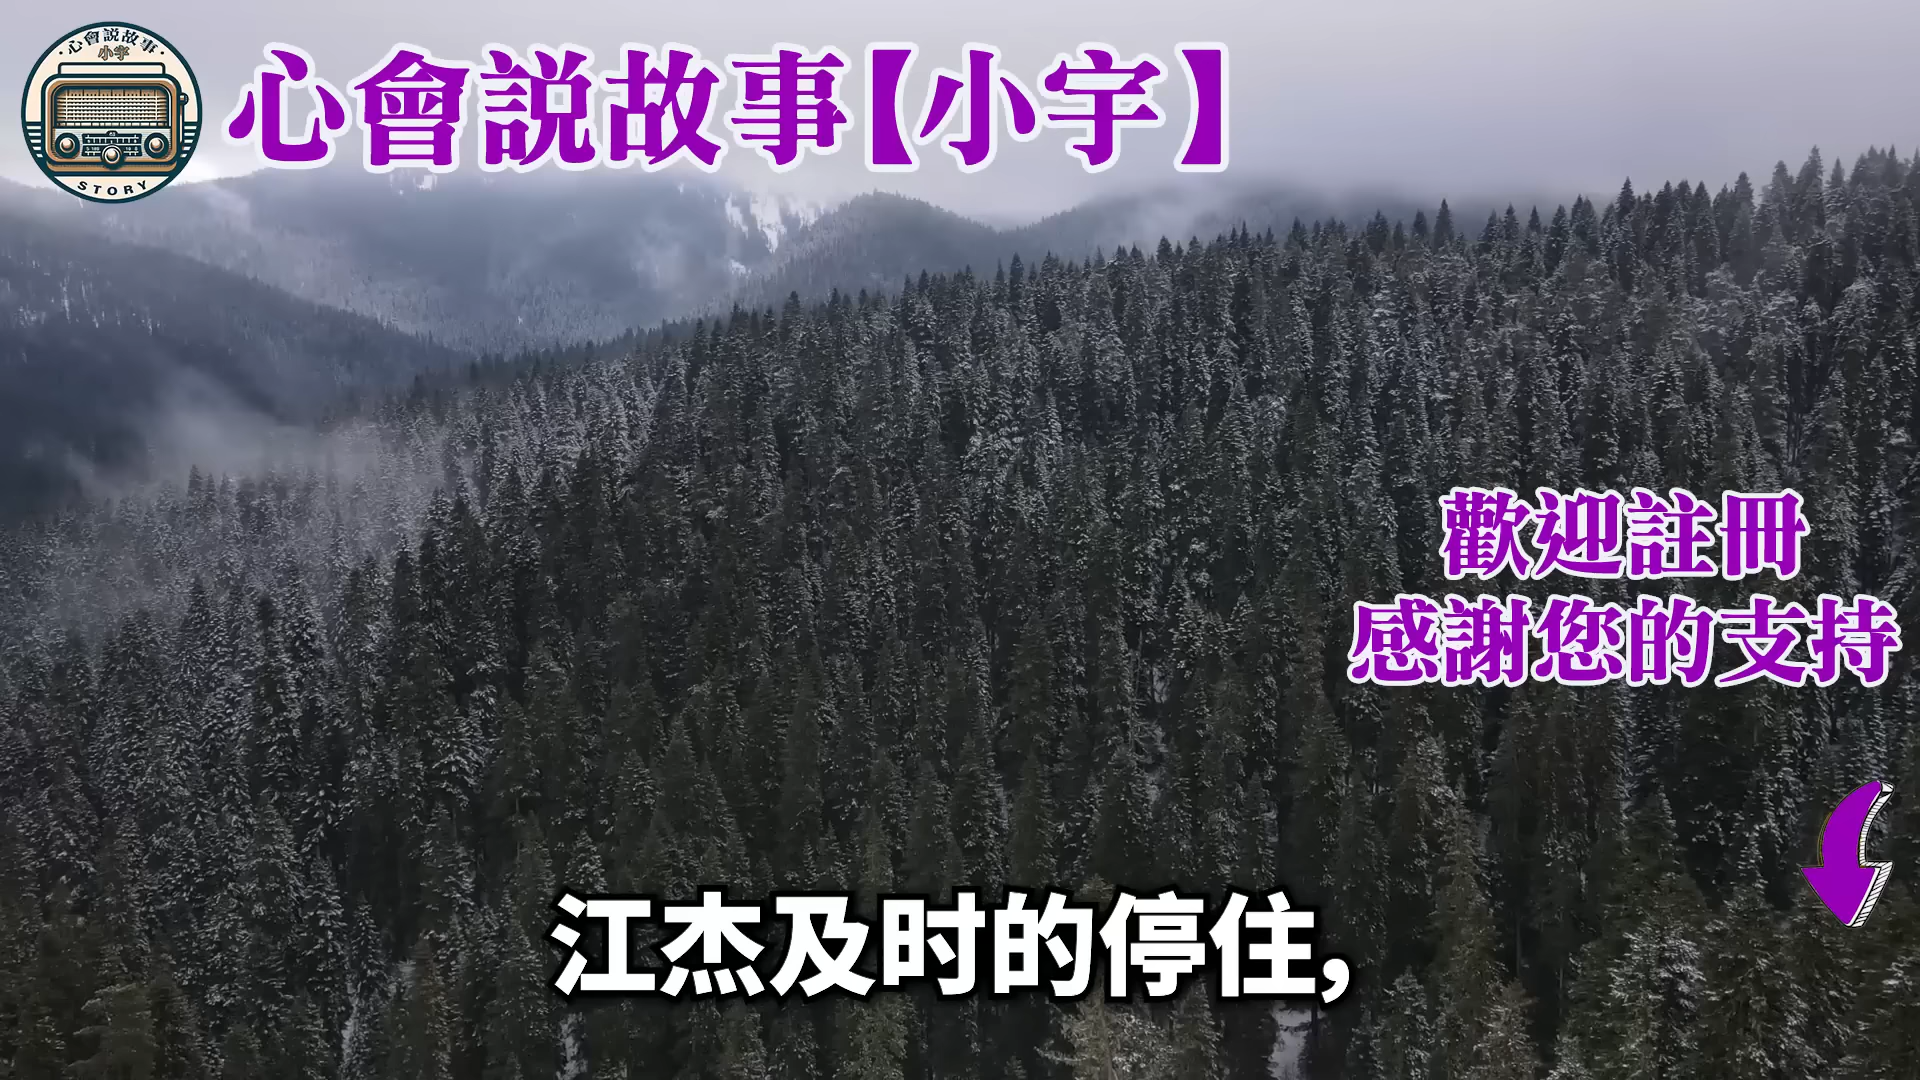 心會説故事
小宇
STORY
心會説故事【小宇】
歡迎註冊
感謝您的支持
江杰及时的停住,